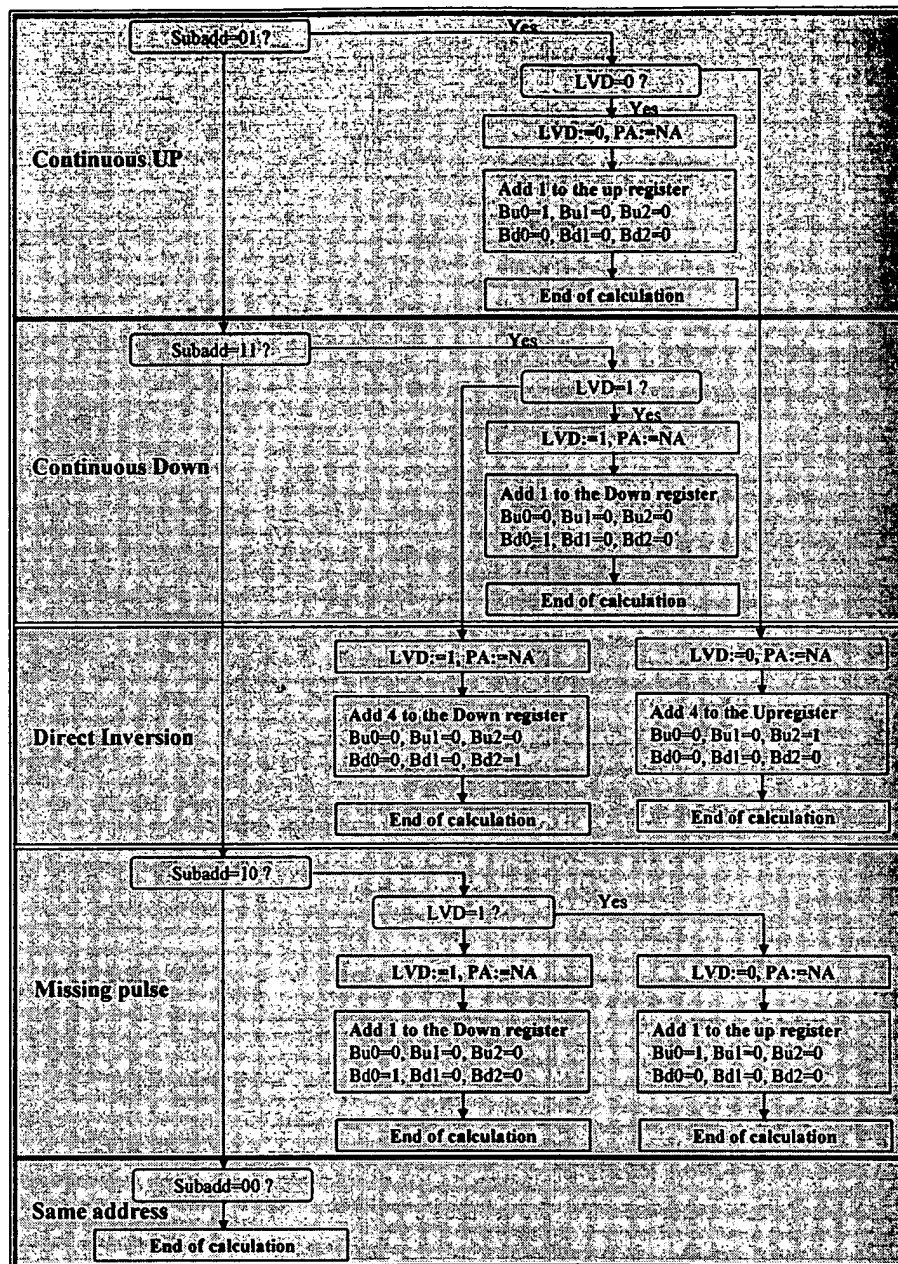 Subadd=01 ?
Yes
LVD=0 ?
Yes
LVD:=0, PA:=NA
Continuous UP
Add 1 to the up register
Bu0=1, Bu1=0, Bu2=0
Bd0=0, Bd1=0, Bd2=0
End of calculation
Subadd=11 ?
Yes
LVD=1 ?
Yes
LVD:=1, PA:=NA
Continuous Down
Add 1 to the Down register
Bu0=0, Bu1=0, Bu2=0
Bd0=1, Bd1=0, Bd2=0
End of calculation
LVD:=1, PA:=NA
LVD:=0, PA:=NA
Direct Inversion
Add 4 to the Down register
Bu0=0, Bu1=0, Bu2=0
Bd0=0, Bd1=0, Bd2=1
Add 4 to the Upregister
Bu0=0, Bu1=0, Bu2=1
Bd0=0, Bd1=0, Bd2=0
End of calculation
End of calculation
Subadd=10 ?
LVD=1 ?
Yes
LVD:=1, PA:=NA
LVD:=0, PA:=NA
Missing pulse
Add 1 to the Down register
Bu0=0, Bu1=0, Bu2=0
Bd0=1, Bd1=0, Bd2=0
Add 1 to the up register
Bu0=1, Bu1=0, Bu2=0
Bd0=0, Bd1=0, Bd2=0
End of calculation
End of calculation
Subadd=00 ?
Same address
End of calculation